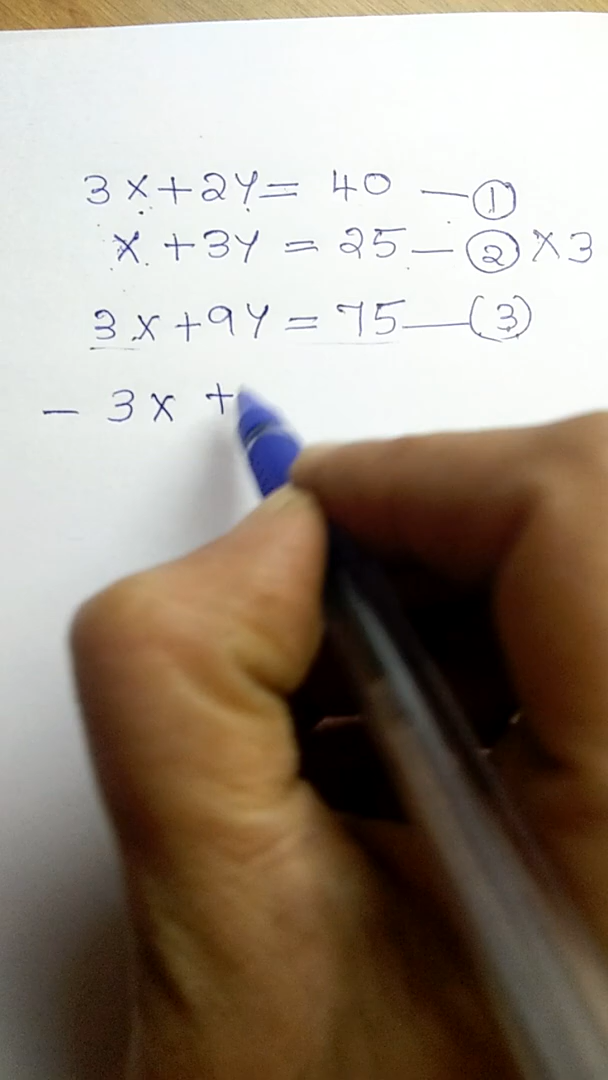 3x+2y= 40 —①
x +3y = 25—② ×3
3x+9y = 75—(3)
— 3x +